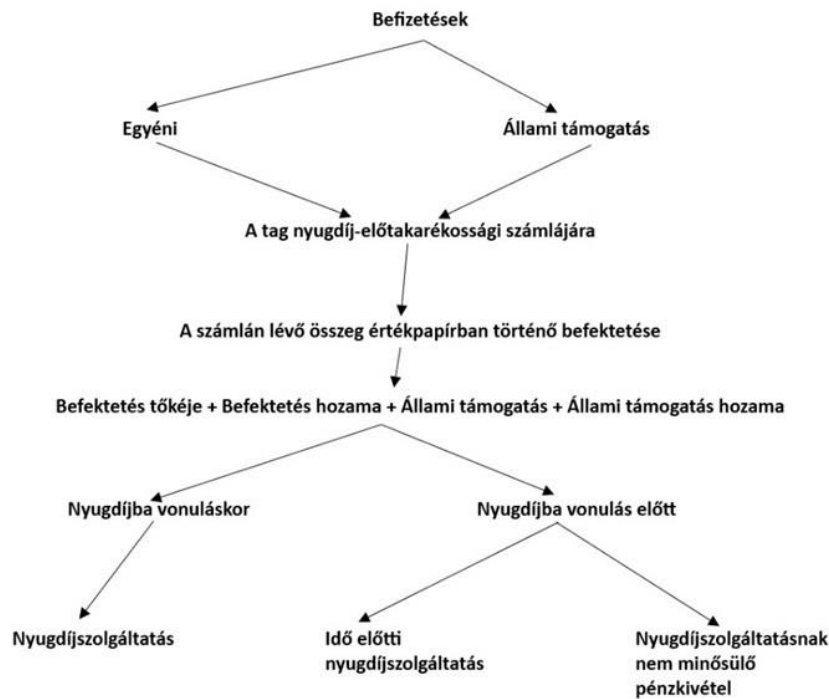 Befizetések
Egyéni
Állami támogatás
A tag nyugdíj-előtakarékossági számlájára
A számlán lévő összeg értékpapírban történő befektetése
Befektetés tőkéje + Befektetés hozama + Állami támogatás + Állami támogatás hozama
Nyugdíjba vonuláskor
Nyugdíjba vonulás előtt
Nyugdíjszolgáltatás
Idő előtti
nyugdíjszolgáltatás
Nyugdíjszolgáltatásnak
nem minősülő
pénzkivétel